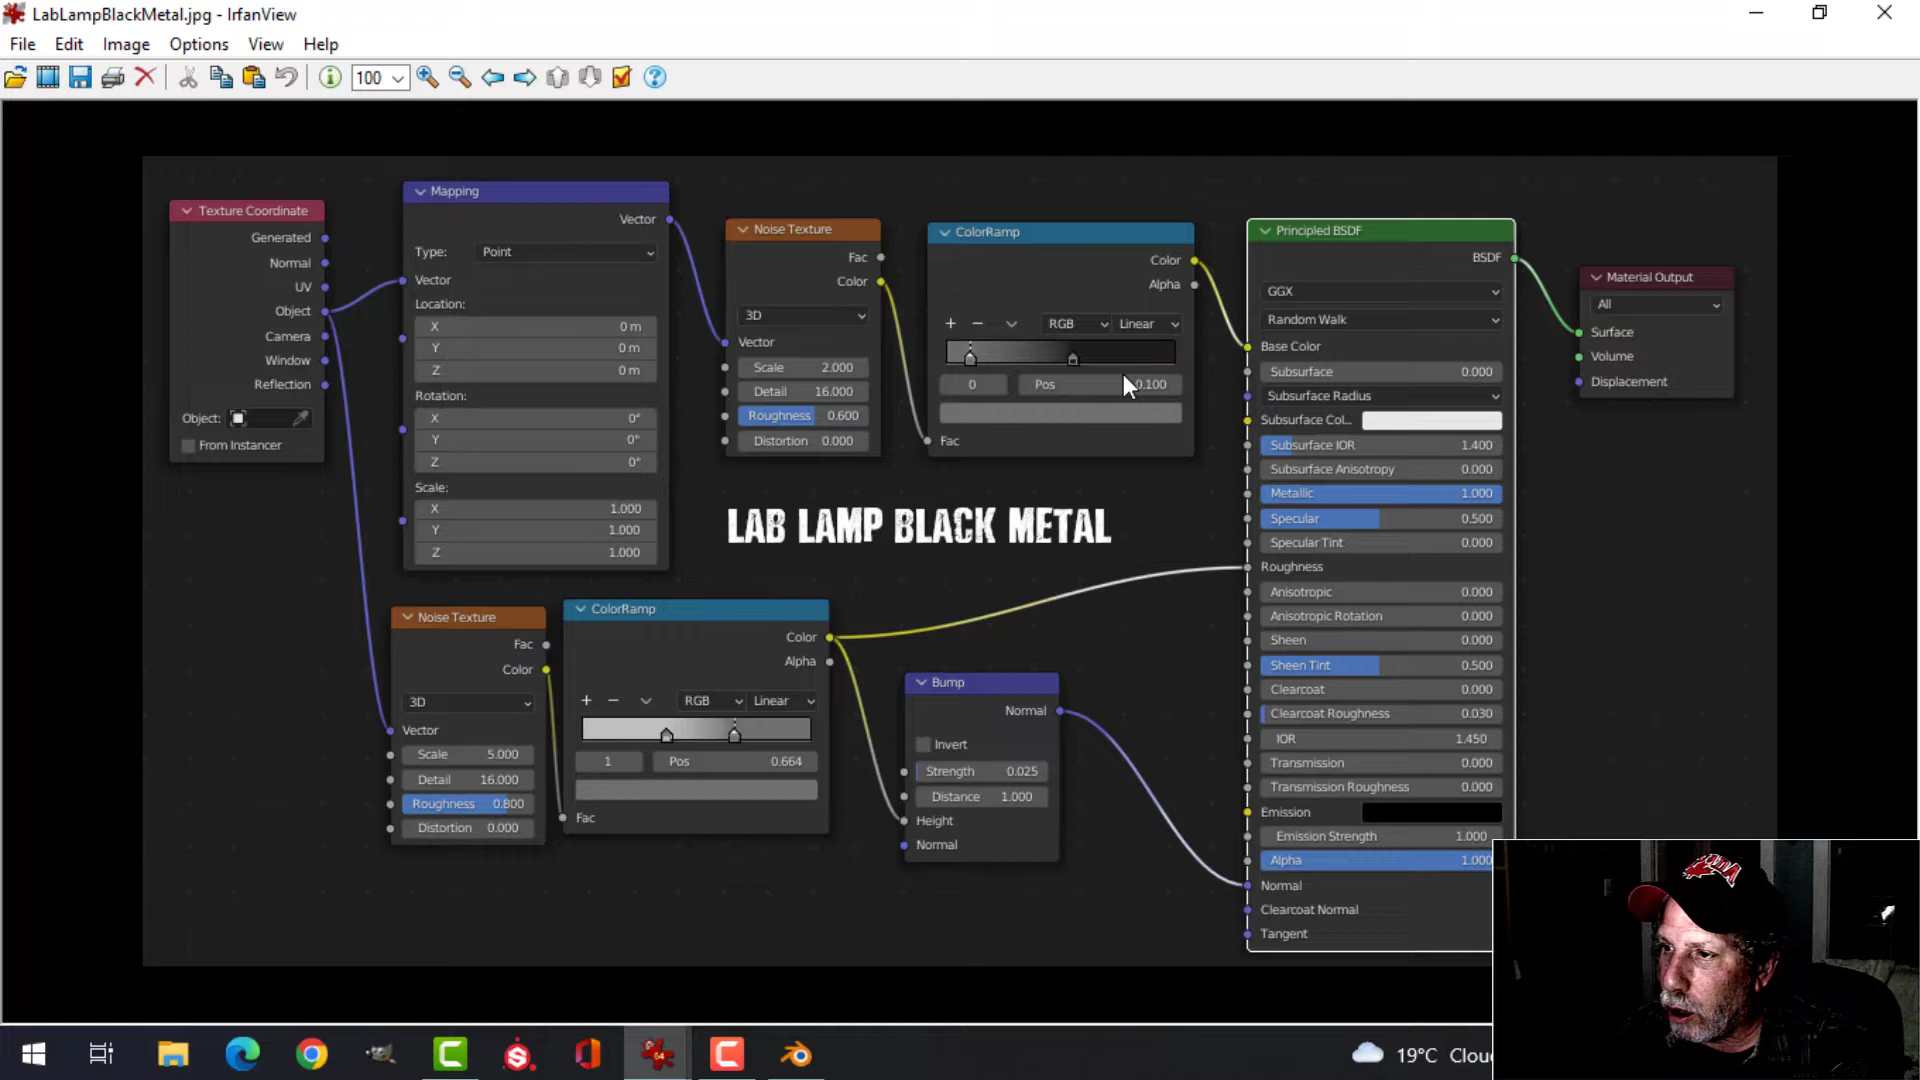 LabLampBlackMetal.jpg - IrfanView
File Edit Image Options View Help
100
Texture Coordinate
Generated
Normal
UV
Object
Camera
Window
Reflection
Object:
From Instancer
Mapping
Vector
Type: Point
Vector
Location:
X 0 m
Y 0 m
Z 0 m
Rotation:
X 0°
Y 0°
Z 0°
Scale:
X 1.000
Y 1.000
Z 1.000
Noise Texture
Fac
Color
3D
Vector
Scale 2.000
Detail 16.000
Roughness 0.600
Distortion 0.000
ColorRamp
Color
Alpha
RGB Linear
0 Pos 0.100
Fac
Principled BSDF
BSDF
GGX
Random Walk
Base Color
Subsurface 0.000
Subsurface Radius
Subsurface Col...
Subsurface IOR 1.400
Subsurface Anisotropy 0.000
Metallic 1.000
Specular 0.500
Specular Tint 0.000
Roughness
Anisotropic 0.000
Anisotropic Rotation 0.000
Sheen 0.000
Sheen Tint 0.500
Clearcoat 0.000
Clearcoat Roughness 0.030
IOR 1.450
Transmission 0.000
Transmission Roughness 0.000
Emission
Emission Strength 1.000
Alpha 1.000
Normal
Clearcoat Normal
Tangent
Material Output
All
Surface
Volume
Displacement
LAB LAMP BLACK METAL
Noise Texture
Fac
Color
3D
Vector
Scale 5.000
Detail 16.000
Roughness 0.800
Distortion 0.000
ColorRamp
Color
Alpha
RGB Linear
1 Pos 0.664
Fac
Bump
Normal
Invert
Strength 0.025
Distance 1.000
Height
Normal
19°C